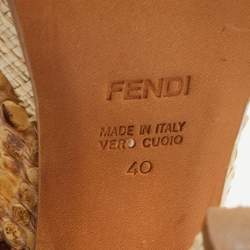 FENDI
MADE IN ITALY
VERO CUOIO
40